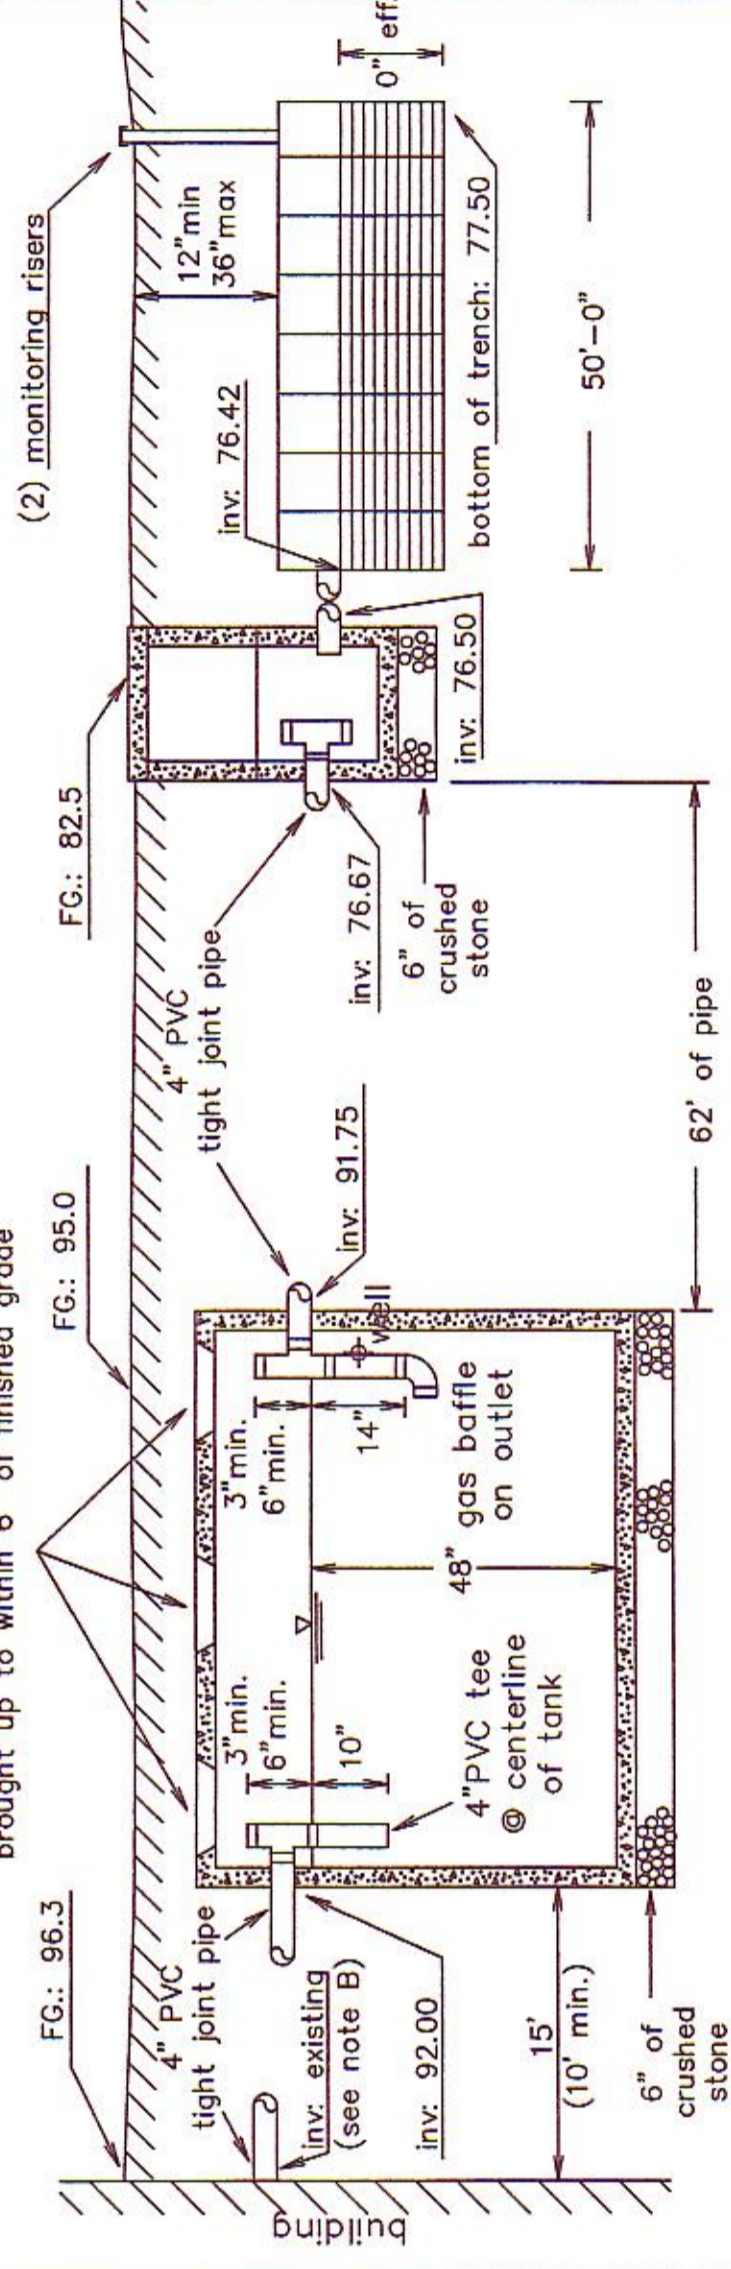 brought up to within 6" of finished grade
FG.: 96.3
FG.: 95.0
FG.: 82.5
(2) monitoring risers
4" PVC
tight joint pipe
inv: existing
(see note B)
inv: 92.00
building
15'
(10' min.)
6" of
crushed
stone
3"min.
6"min.
10"
4"PVC tee
@ centerline
of tank
48"
3"min.
6"min.
14"
well
gas baffle
on outlet
inv: 91.75
4" PVC
tight joint pipe
inv: 76.67
6" of
crushed
stone
62' of pipe
inv: 76.50
inv: 76.42
12"min
36"max
0" eff.
bottom of trench: 77.50
50'-0"